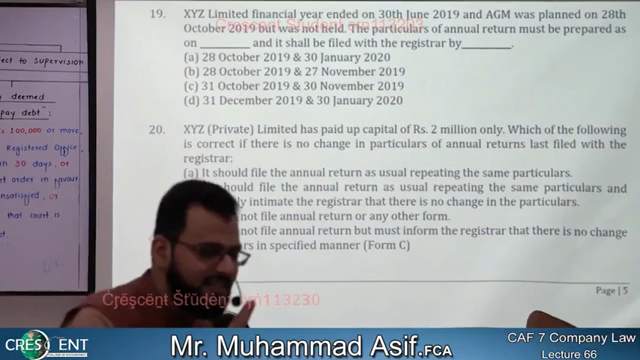 ect to Supervision
deemed
pay debt":
100,000 or more,
Registered Office
30 days, or
order in favour
unsatisfied, or
that court is
19. XYZ Limited financial year ended on 30th June 2019 and AGM was planned on 28th
October 2019 but was not held. The particulars of annual return must be prepared as
on ________ and it shall be filed with the registrar by________.
(a) 28 October 2019 & 30 January 2020
(b) 28 October 2019 & 27 November 2019
(c) 31 October 2019 & 30 November 2019
(d) 31 December 2019 & 30 January 2020
20. XYZ (Private) Limited has paid up capital of Rs. 2 million only. Which of the following
is correct if there is no change in particulars of annual returns last filed with the
registrar:
(a) It should file the annual return as usual repeating the same particulars.
should file the annual return as usual repeating the same particulars and
intimate the registrar that there is no change in the particulars.
not file annual return or any other form.
not file annual return but must inform the registrar that there is no change
in specified manner (Form C)
Page | 5
CRESCENT
Mr. Muhammad Asif.FCA
CAF 7 Company Law
Lecture 66